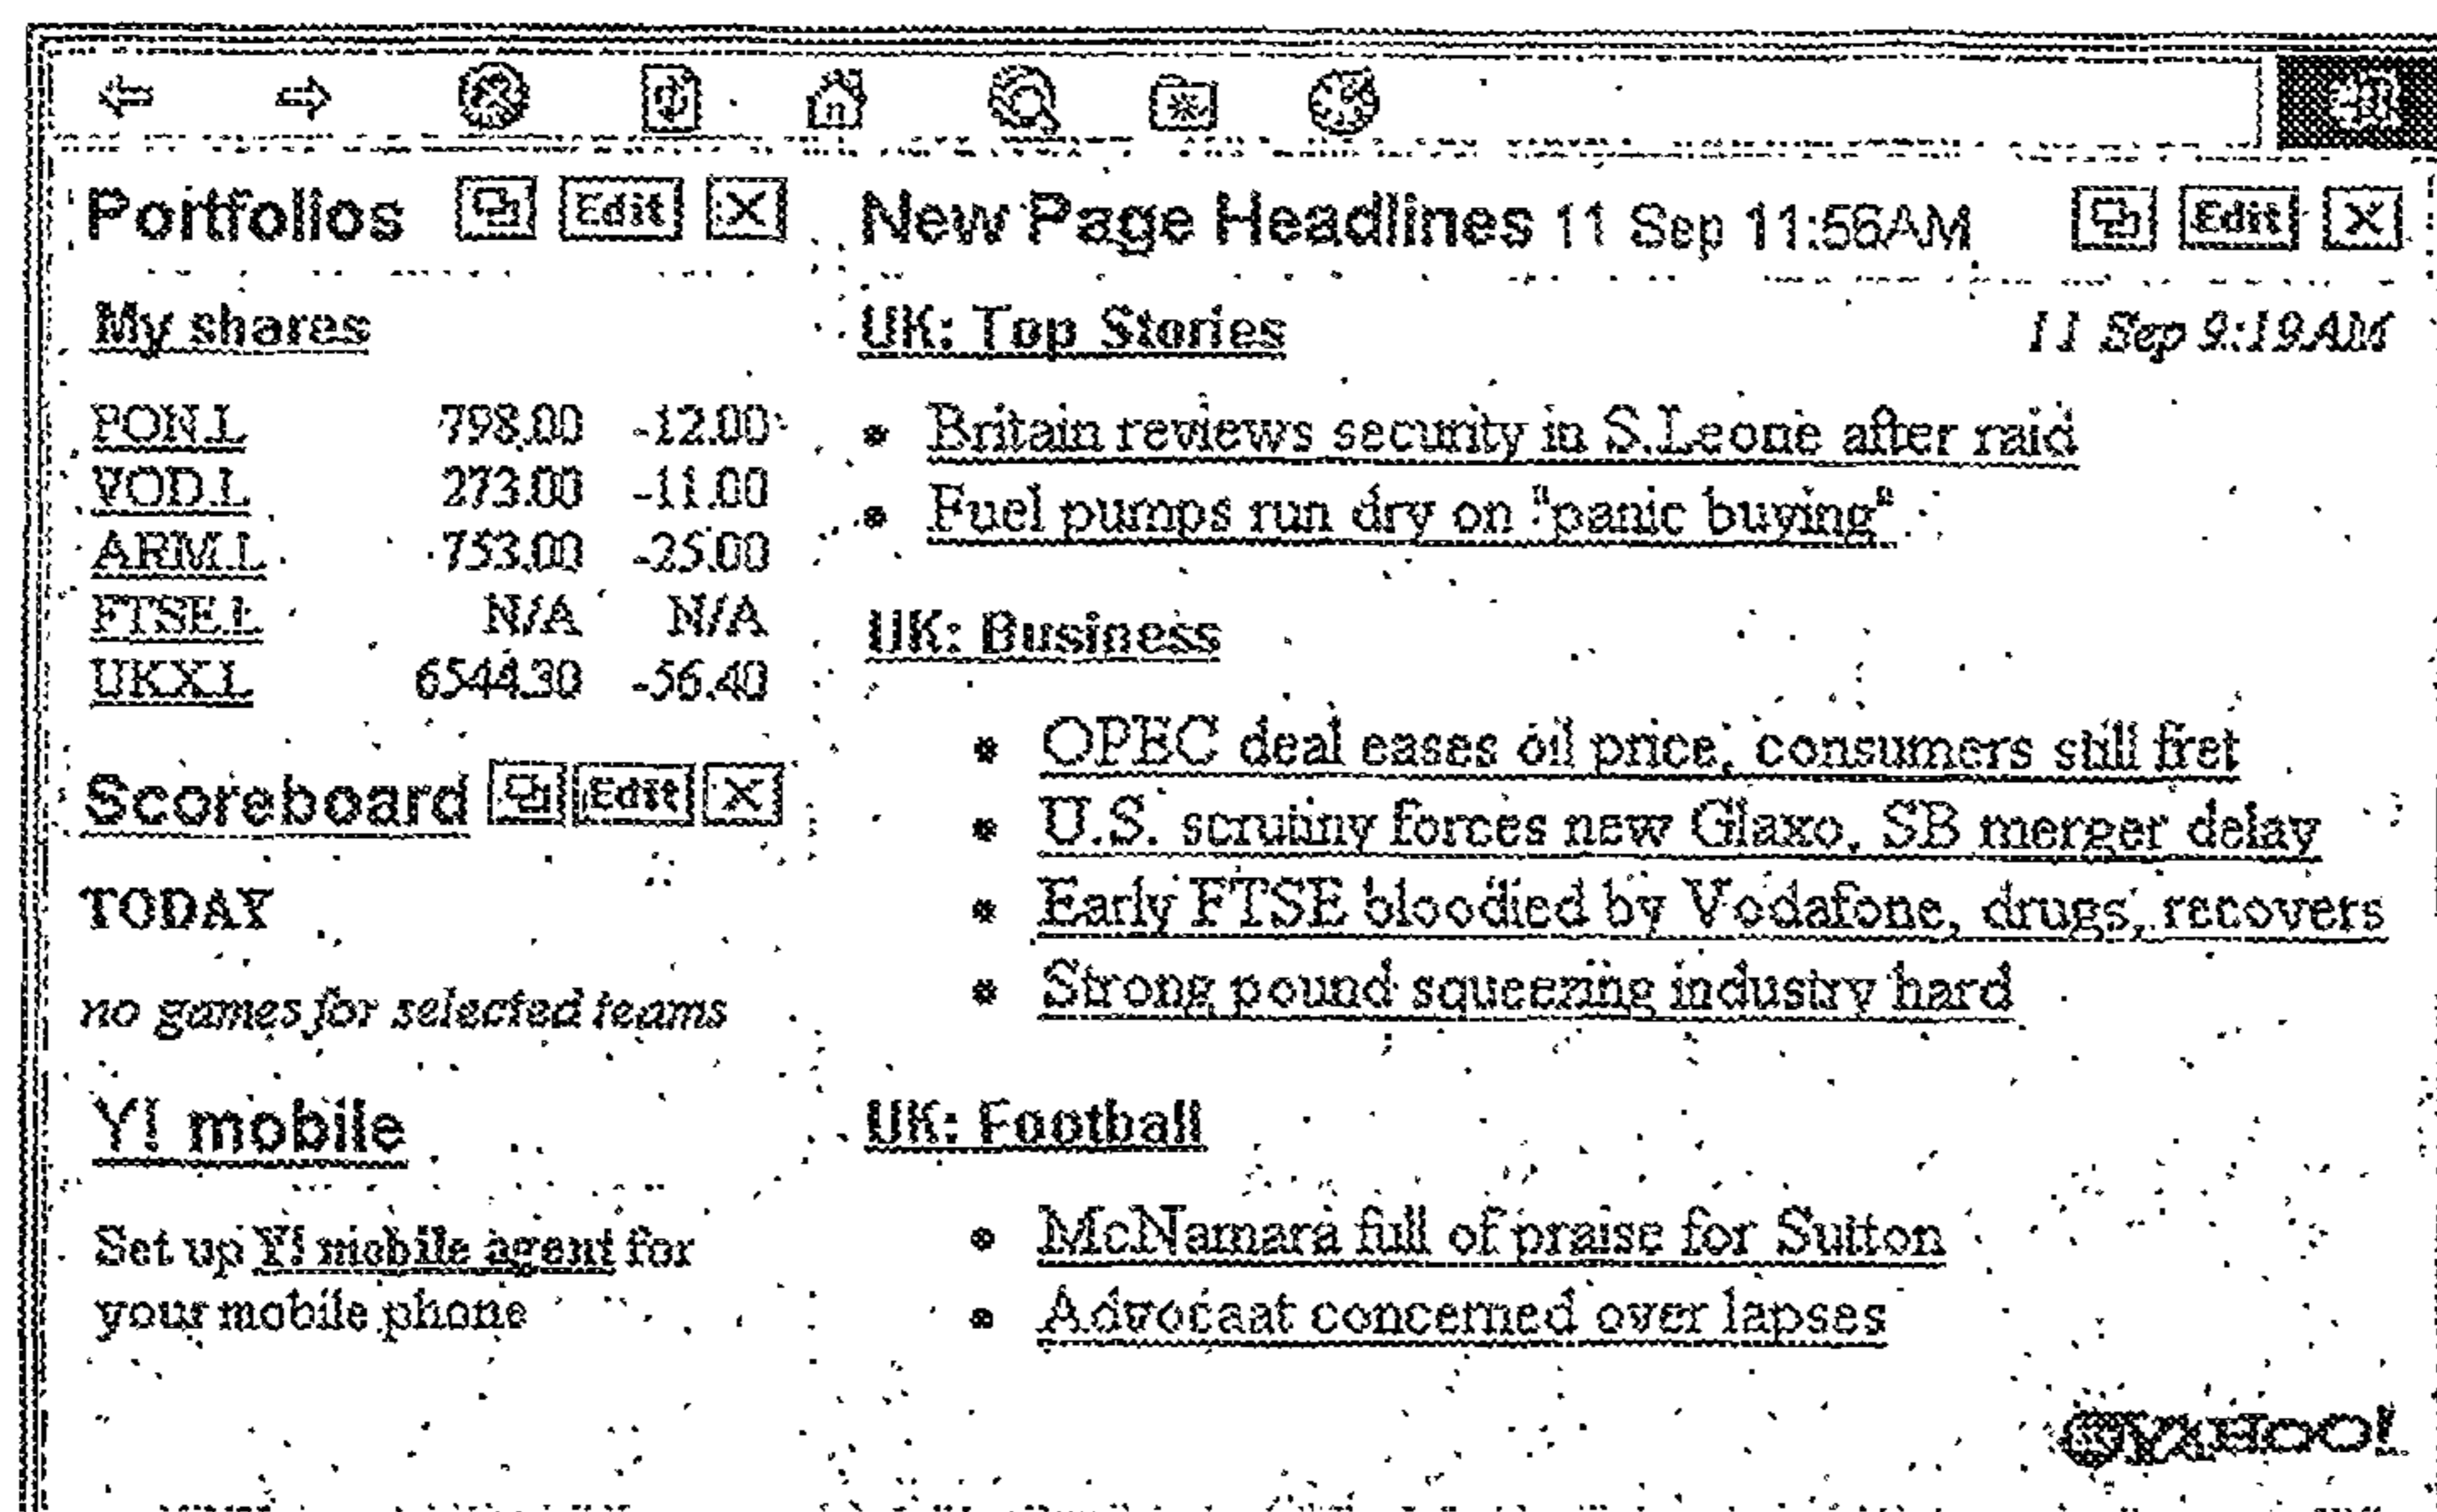 Portfolios Edit X
My shares
PON.L 798.00 -12.00
VOD.L 273.00 -11.00
ARM.L 753.00 -25.00
FTSE.L N/A N/A
UKX.L 6544.30 -56.40
Scoreboard Edit X
TODAY
no games for selected teams
Y! mobile
Set up Y! mobile agent for
your mobile phone
New Page Headlines 11 Sep 11:56AM Edit X
UK: Top Stories 11 Sep 9:19AM
Britain reviews security in S.Leone after raid
Fuel pumps run dry on "panic buying"
UK: Business
OPEC deal eases oil price, consumers still fret
U.S. scrutiny forces new Glaxo, SB merger delay
Early FTSE bloodied by Vodafone, drugs, recovers
Strong pound squeezing industry hard
UK: Football
McNamara full of praise for Sutton
Advocaat concerned over lapses
YAHOO!